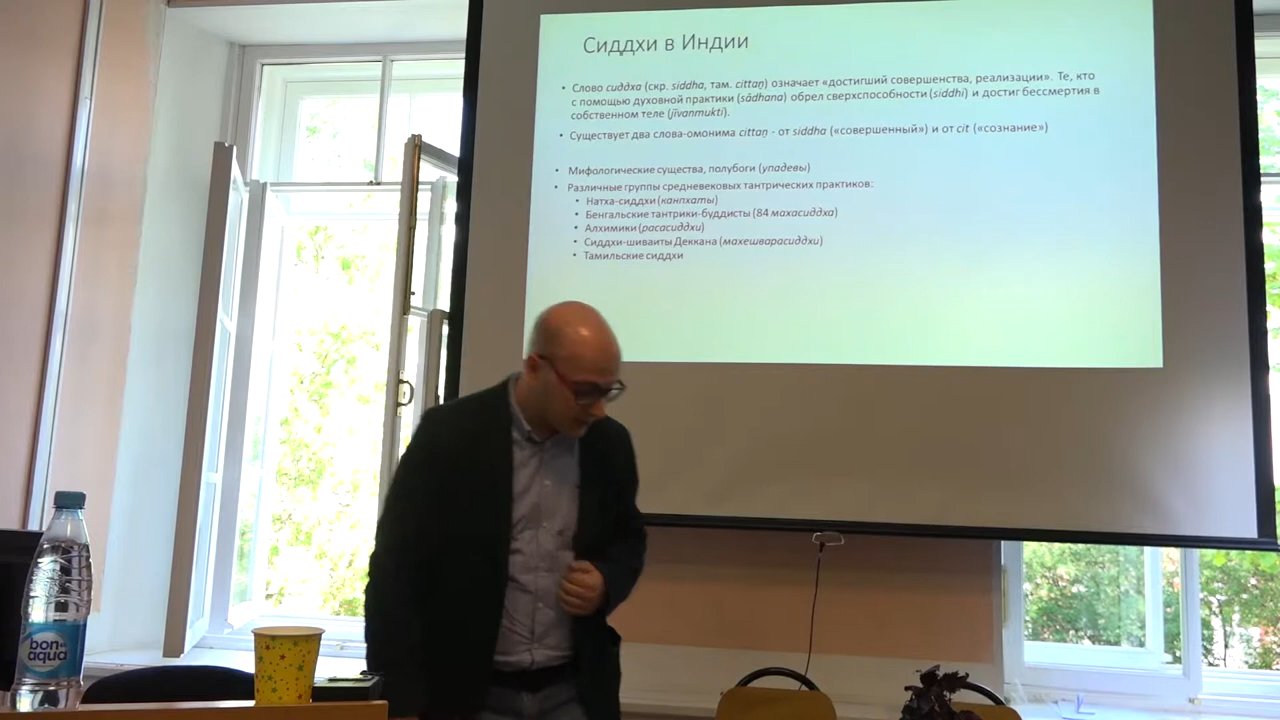 Сиддхи в Индии
• Слово сиддха (скр. siddha, там. cittaṉ) означает «достигший совершенства, реализации». Те, кто
с помощью духовной практики (sādhana) обрел сверхспособности (siddhi) и достиг бессмертия в
собственном теле (jīvanmukti).
• Существует два слова-омонима cittaṉ - от siddha («совершенный») и от cit («сознание»)
• Мифологические существа, полубоги (упадевы)
• Различные группы средневековых тантрических практиков:
• Натха-сиддхи (канпхаты)
• Бенгальские тантрики-буддисты (84 махасиддха)
• Алхимики (расасиддхи)
• Сиддхи-шиваиты Деккана (махешварасиддхи)
• Тамильские сиддхи
bon
aqua